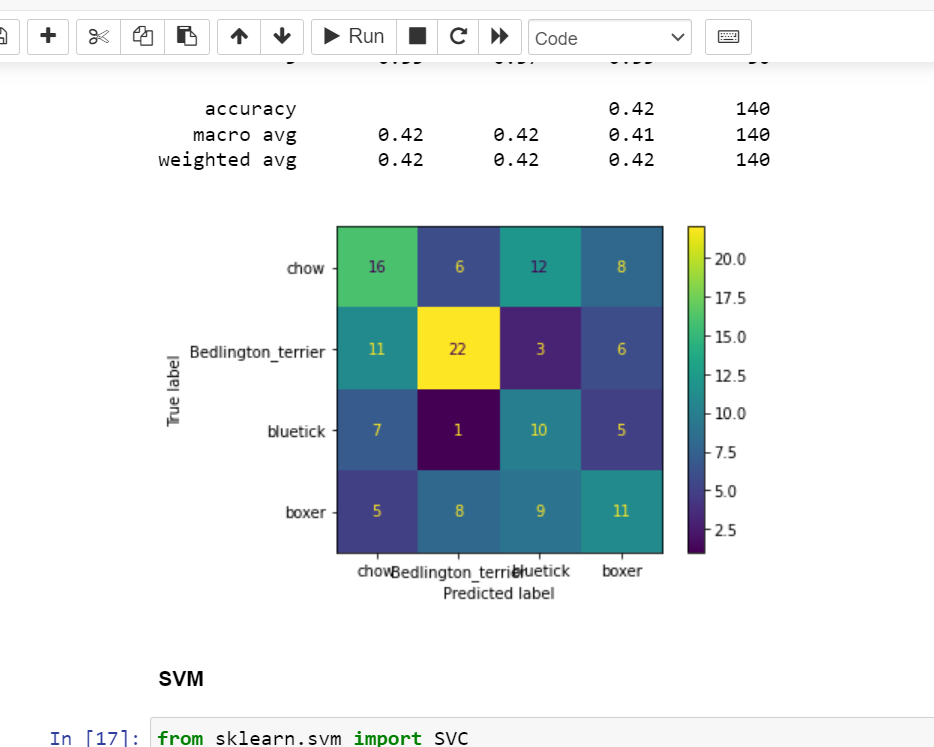 Run Code
accuracy 0.42 140
macro avg 0.42 0.42 0.41 140
weighted avg 0.42 0.42 0.42 140
chow 16 6 12 8
Bedlington_terrier 11 22 3 6
bluetick 7 1 10 5
boxer 5 8 9 11
True label
chow Bedlington_terrier bluetick boxer
Predicted label
20.0
17.5
15.0
12.5
10.0
7.5
5.0
2.5
SVM
In [17]: from sklearn.svm import SVC